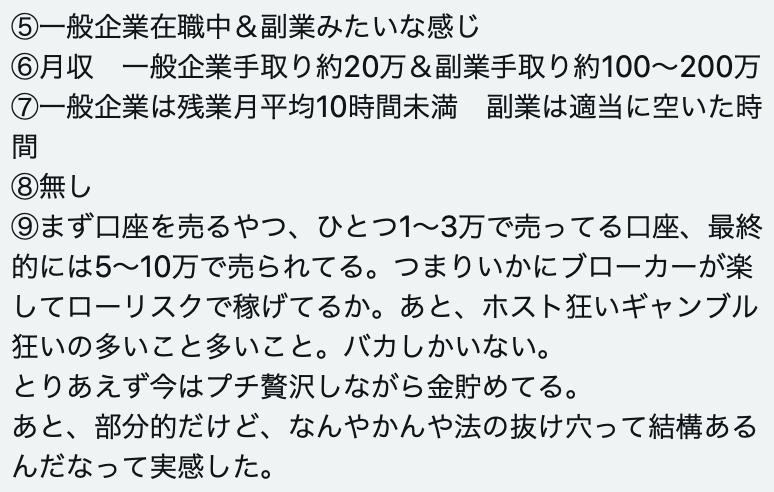 ⑤一般企業在職中＆副業みたいな感じ
⑥月収　一般企業手取り約20万＆副業手取り約100〜200万
⑦一般企業は残業月平均10時間未満　副業は適当に空いた時
間
⑧無し
⑨まず口座を売るやつ、ひとつ1〜3万で売ってる口座、最終
的には5〜10万で売られてる。つまりいかにブローカーが楽
してローリスクで稼げてるか。あと、ホスト狂いギャンブル
狂いの多いこと多いこと。バカしかいない。
とりあえず今はプチ贅沢しながら金貯めてる。
あと、部分的だけど、なんやかんや法の抜け穴って結構ある
んだなって実感した。